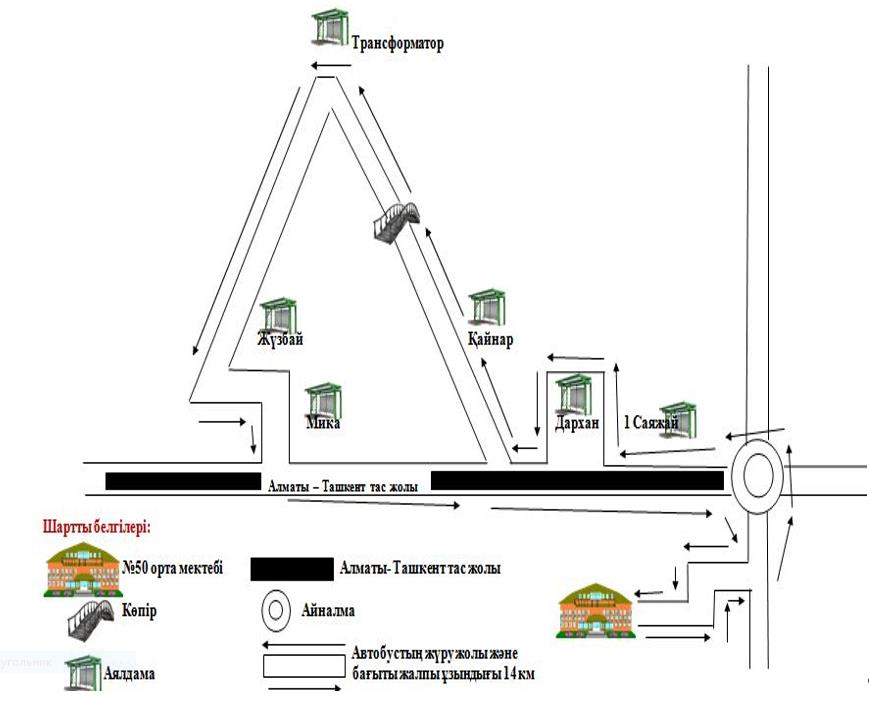 Трансформатор
Жүзбай
Қайнар
Мика
Дархан
1 Саяжай
Алматы – Ташкент тас жолы
Шартты белгілері:
№50 орта мектебі
Алматы- Ташкент тас жолы
Көпір
Айналма
Аялдама
Автобустың жүру жолы және
бағыты жалпы ұзындығы 14 км